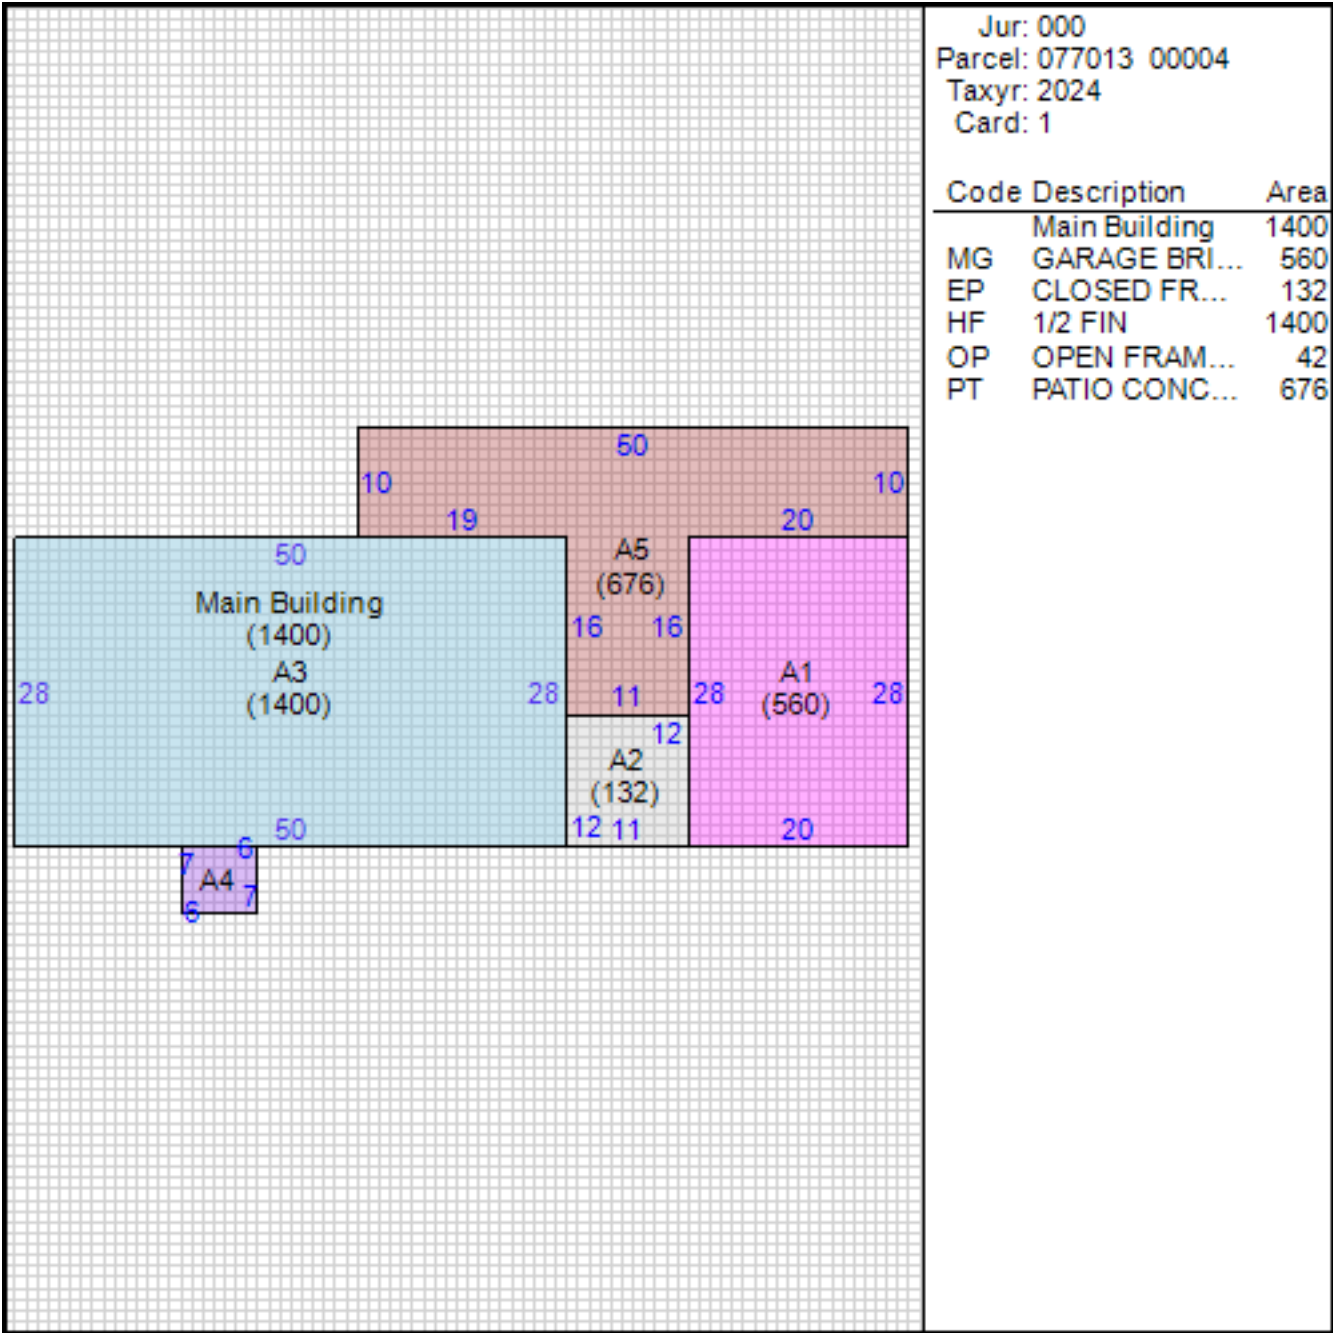 Jur: 000
Parcel: 077013 00004
Taxyr: 2024
Card: 1
Code Description Area
Main Building 1400
MG GARAGE BRI... 560
EP CLOSED FR... 132
HF 1/2 FIN 1400
OP OPEN FRAM... 42
PT PATIO CONC... 676
50
10 10
19 20
50 A5
(676)
Main Building
(1400)
16 16
A3 A1
(1400) (560)
28 28 11 28 28
12
A2
(132)
50 12 11 20
7 6
A4
7
6